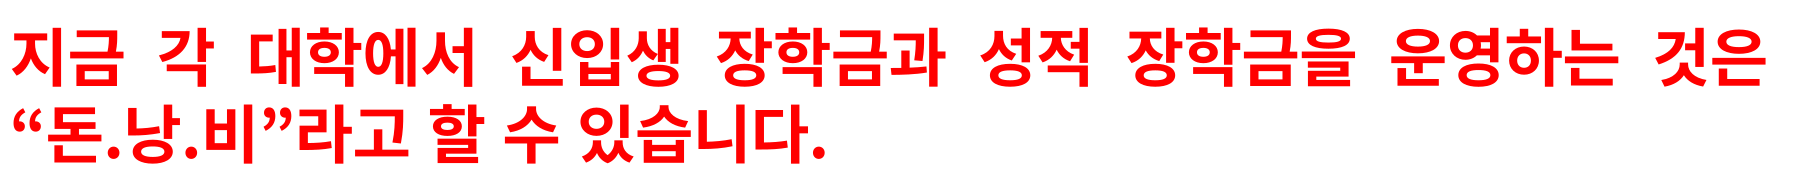 지금 각 대학에서 신입생 장학금과 성적 장학금을 운영하는 것은
“돈.낭.비”라고 할 수 있습니다.